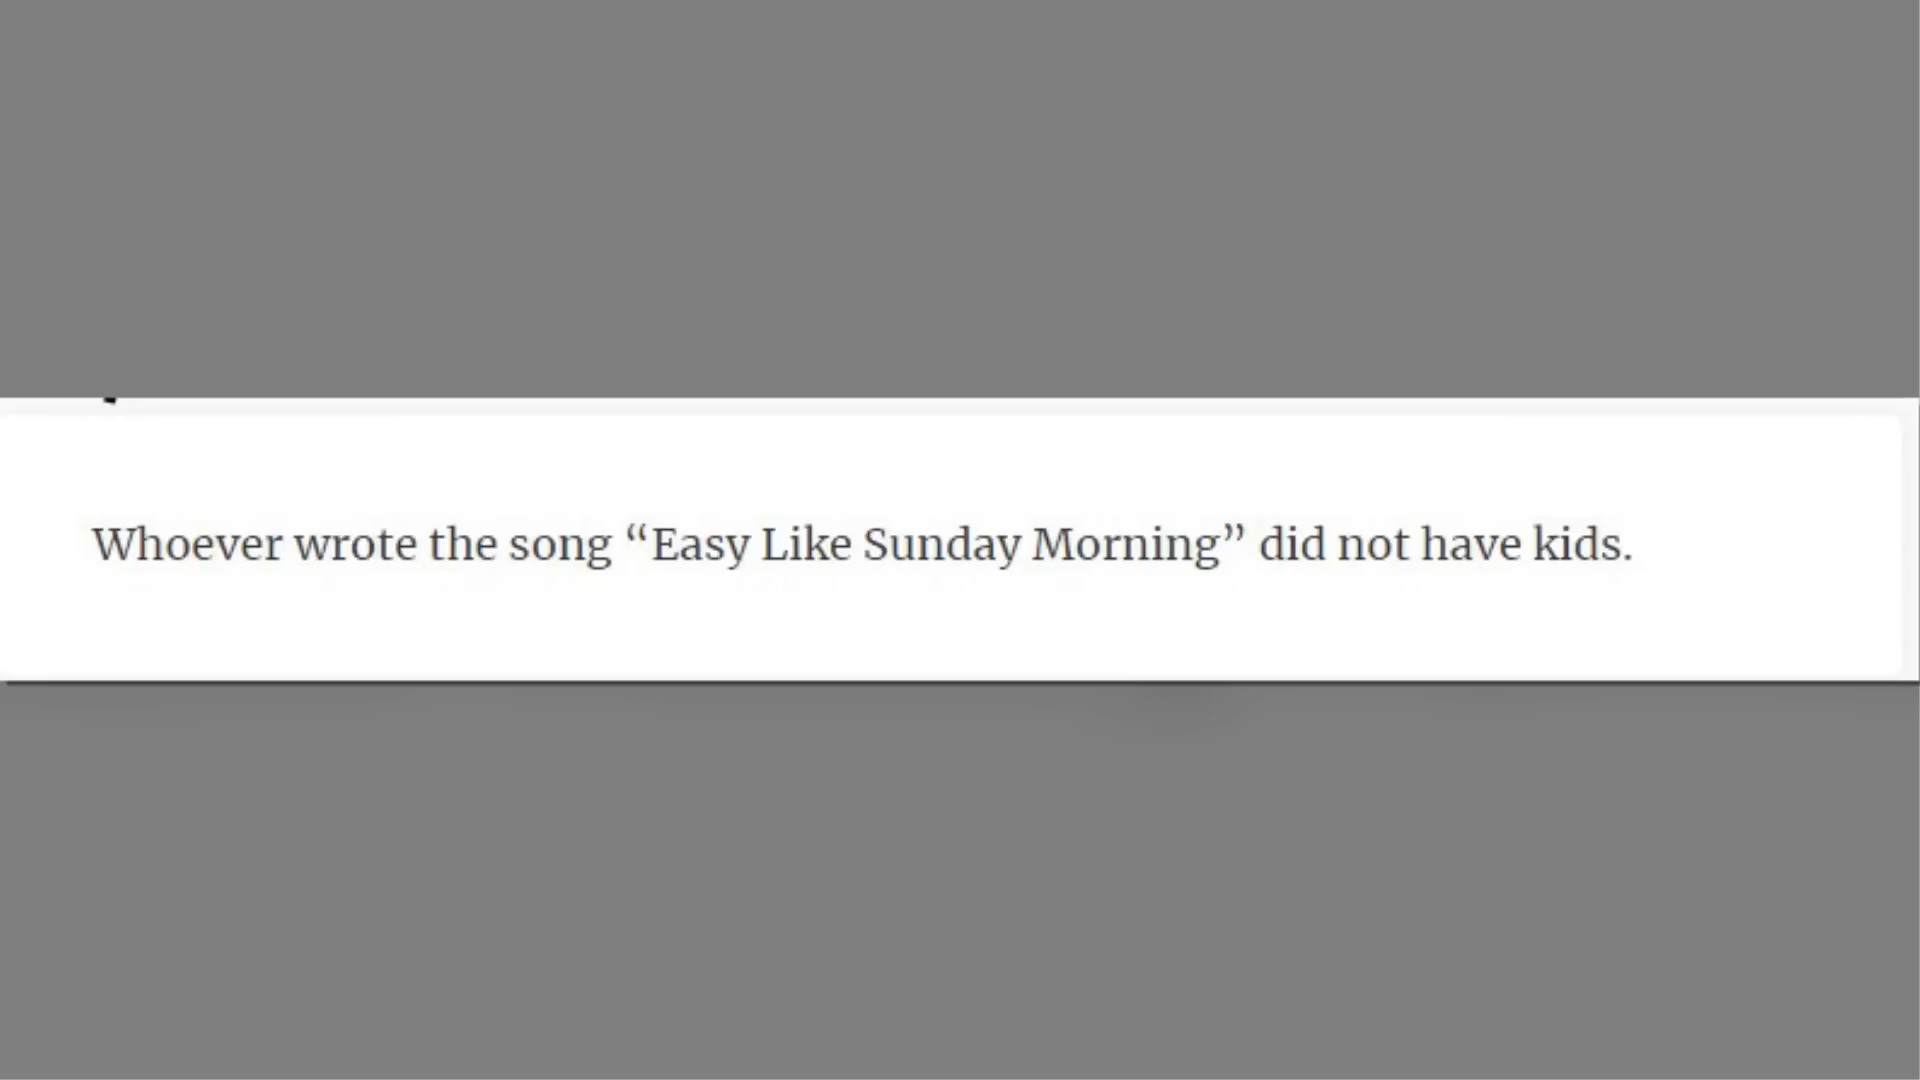 Whoever wrote the song “Easy Like Sunday Morning” did not have kids.